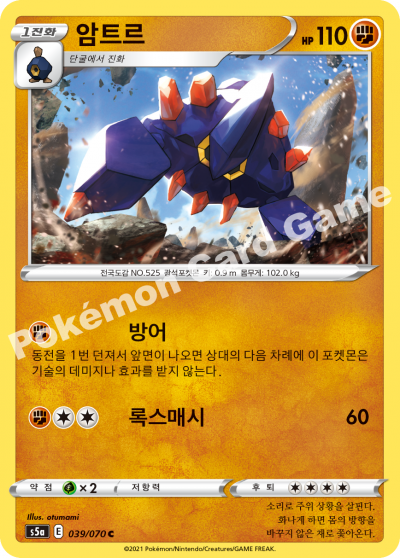 1진화
암트르
HP 110
단굴에서 진화
전국도감 NO.525 광석포켓몬 키: 0.9 m 몸무게: 102.0 kg
Pokémon Card Game
방어
동전을 1번 던져서 앞면이 나오면 상대의 다음 차례에 이 포켓몬은
기술의 데미지나 효과를 받지 않는다.
록스매시 60
약점 ×2 저항력 후퇴
Illus. otumami
s5a E 039/070 C
소리로 주위 상황을 살핀다.
화나게 하면 몸의 방향을
바꾸지 않은 채로 쫓아온다.
©2021 Pokémon/Nintendo/Creatures/GAME FREAK.